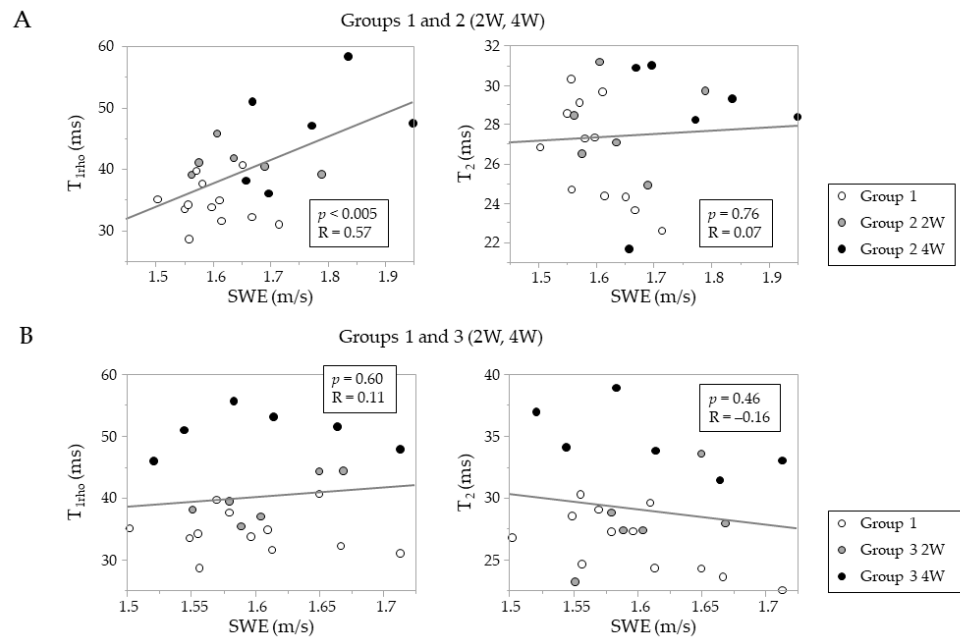 A
Groups 1 and 2 (2W, 4W)
60
50
40
30
T1rho (ms)
1.5
1.6
1.7
1.8
1.9
SWE (m/s)
p < 0.005
R = 0.57
32
30
28
26
24
22
T2 (ms)
1.5
1.6
1.7
1.8
1.9
SWE (m/s)
p = 0.76
R = 0.07
Group 1
Group 2 2W
Group 2 4W
B
Groups 1 and 3 (2W, 4W)
60
50
40
30
T1rho (ms)
1.5
1.55
1.6
1.65
1.7
SWE (m/s)
p = 0.60
R = 0.11
40
35
30
25
T2 (ms)
1.5
1.55
1.6
1.65
1.7
SWE (m/s)
p = 0.46
R = –0.16
Group 1
Group 3 2W
Group 3 4W